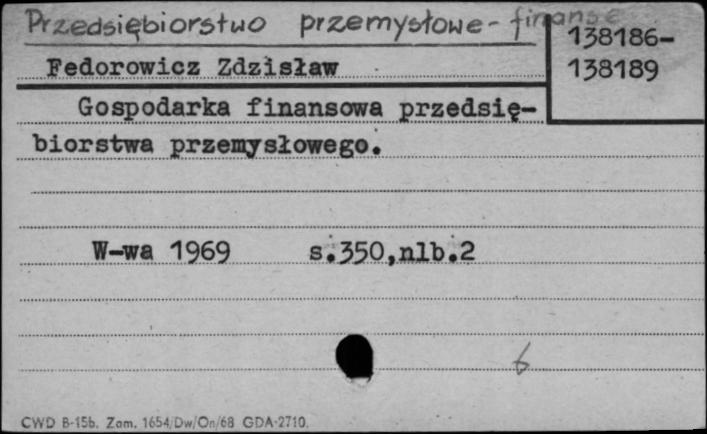 Przedsiębiorstwo przemysłowe - finanse
138186-
138189
Fedorowicz Zdzisław
Gospodarka finansowa przedsię-
biorstwa przemysłowego.
W-wa 1969 s.350,nlb.2
6
CWD B-15b. Zam. 1654/Dw/On/68 GDA-2710.